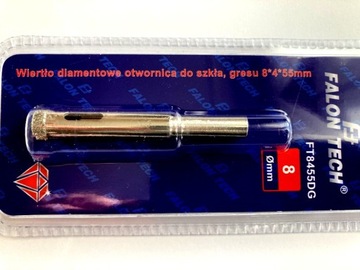 Wiertło diamentowe otwornica do szkła, gresu 8*4*55mm
FALON TECH®
FT8455DG
8
Ømm